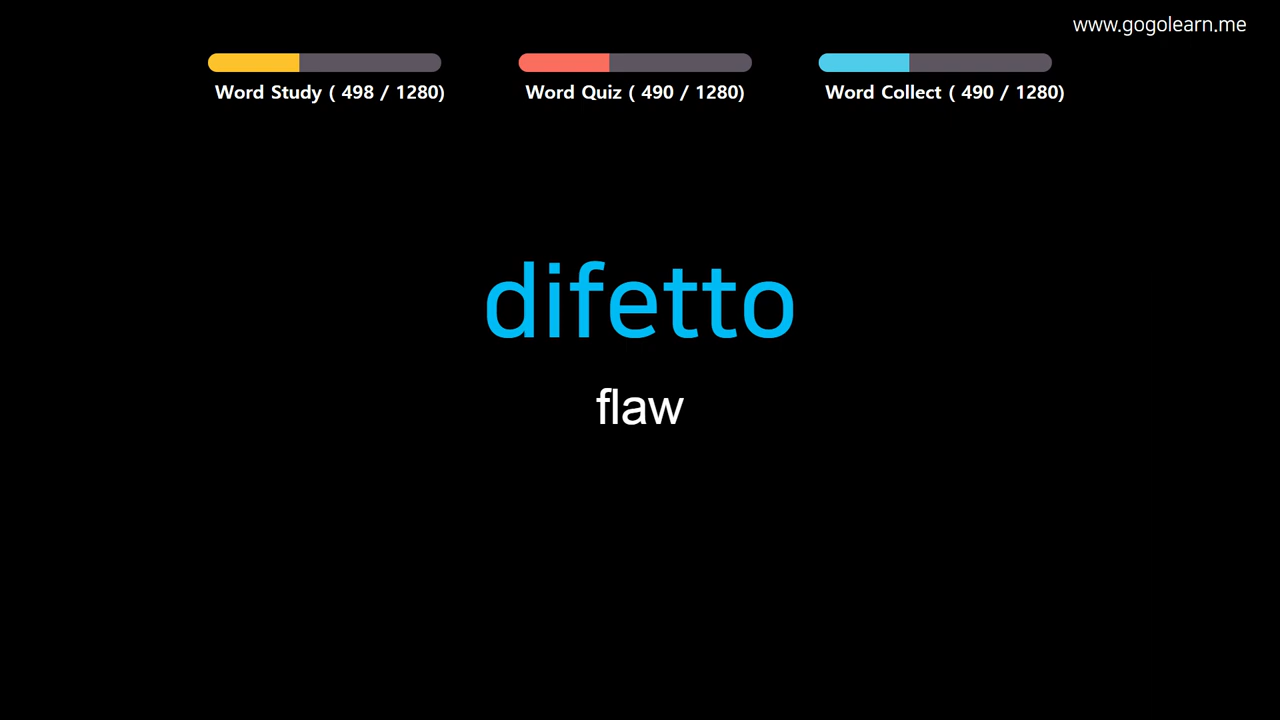 www.gogolearn.me
Word Study ( 498 / 1280)
Word Quiz ( 490 / 1280)
Word Collect ( 490 / 1280)
difetto
flaw